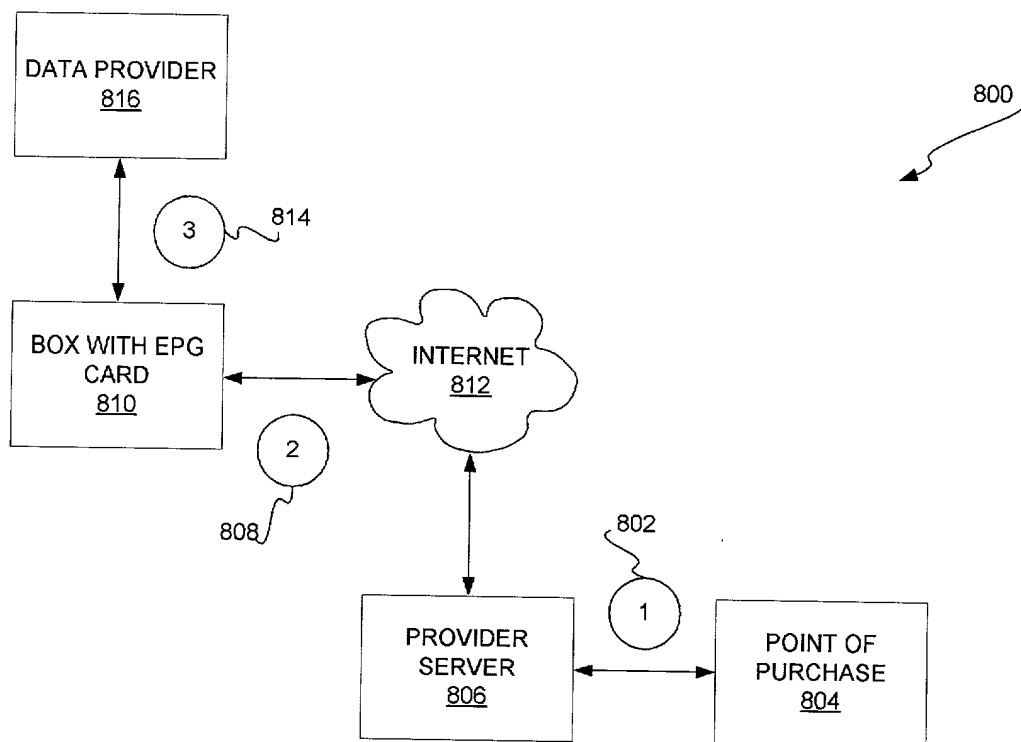 DATA PROVIDER
816
800
3
814
BOX WITH EPG
CARD
810
INTERNET
812
2
808
802
1
PROVIDER
SERVER
806
POINT OF
PURCHASE
804